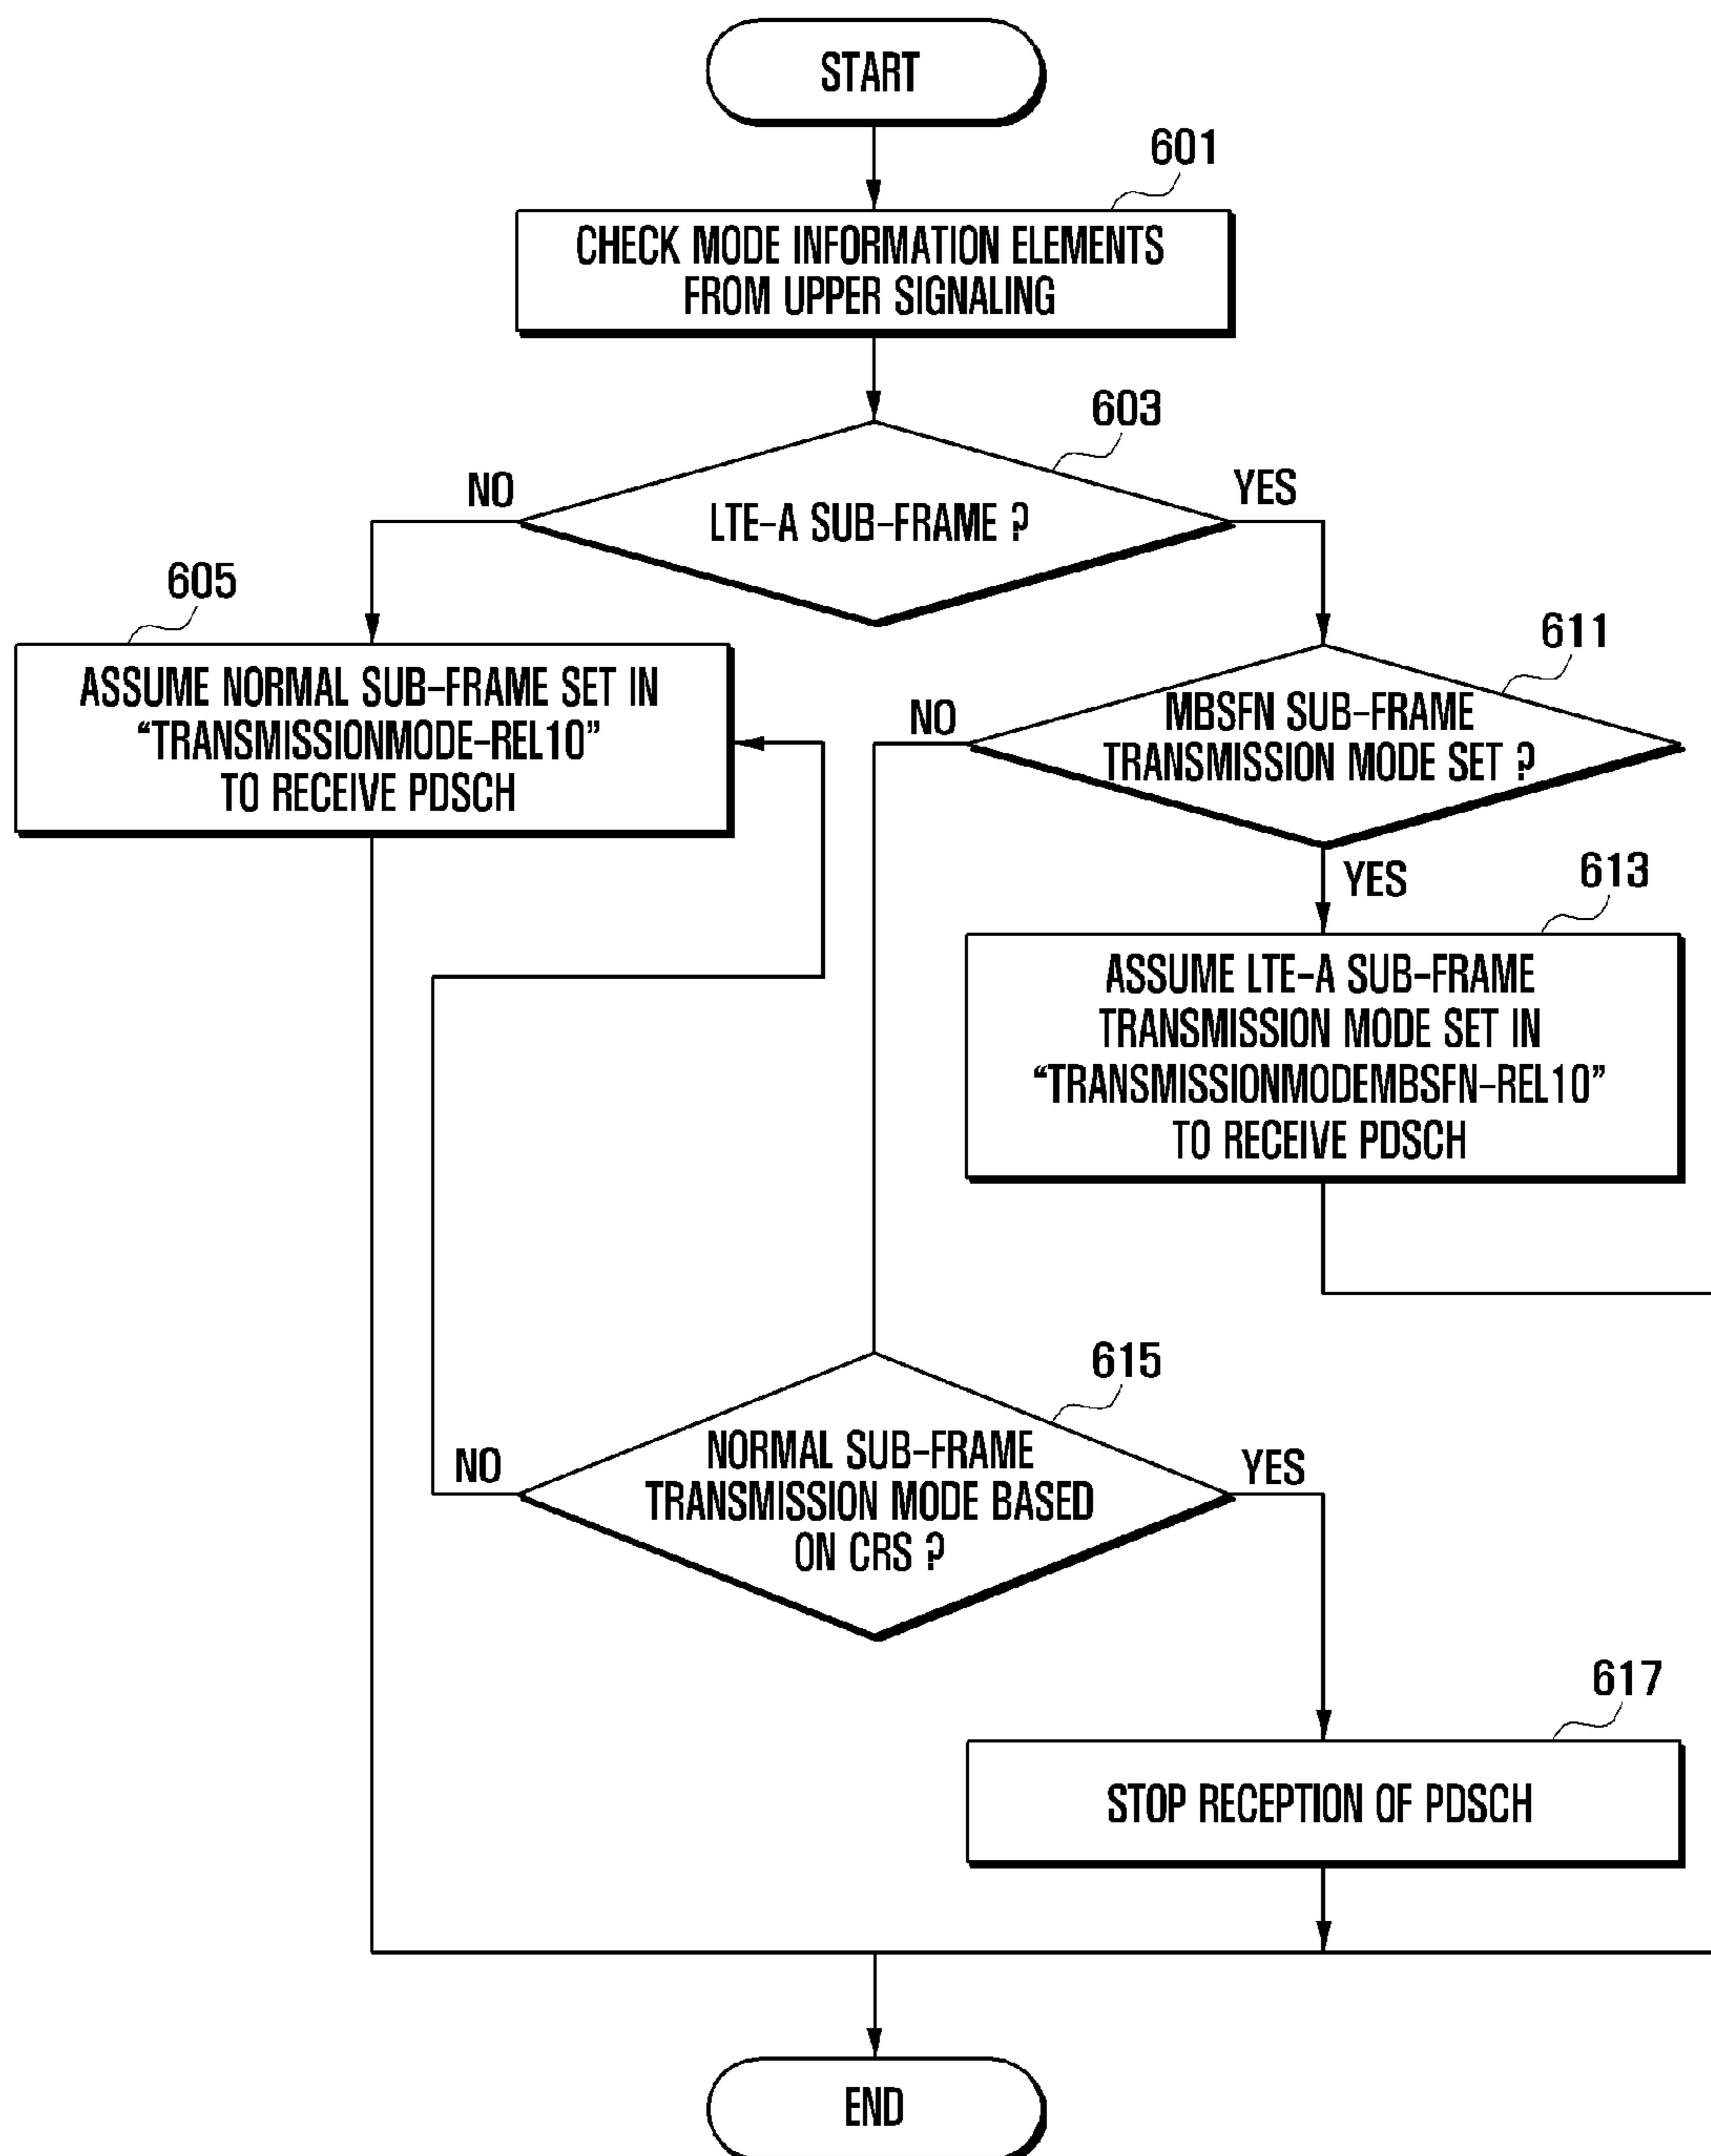 START
601
CHECK MODE INFORMATION ELEMENTS
FROM UPPER SIGNALING
603
NO
YES
LTE-A SUB-FRAME ?
605
ASSUME NORMAL SUB-FRAME SET IN
“TRANSMISSIONMODE-REL10”
TO RECEIVE PDSCH
611
NO
MBSFN SUB-FRAME
TRANSMISSION MODE SET ?
YES
613
ASSUME LTE-A SUB-FRAME
TRANSMISSION MODE SET IN
“TRANSMISSIONMODEMBSFN-REL10”
TO RECEIVE PDSCH
615
NO
NORMAL SUB-FRAME
TRANSMISSION MODE BASED
ON CRS ?
YES
617
STOP RECEPTION OF PDSCH
END